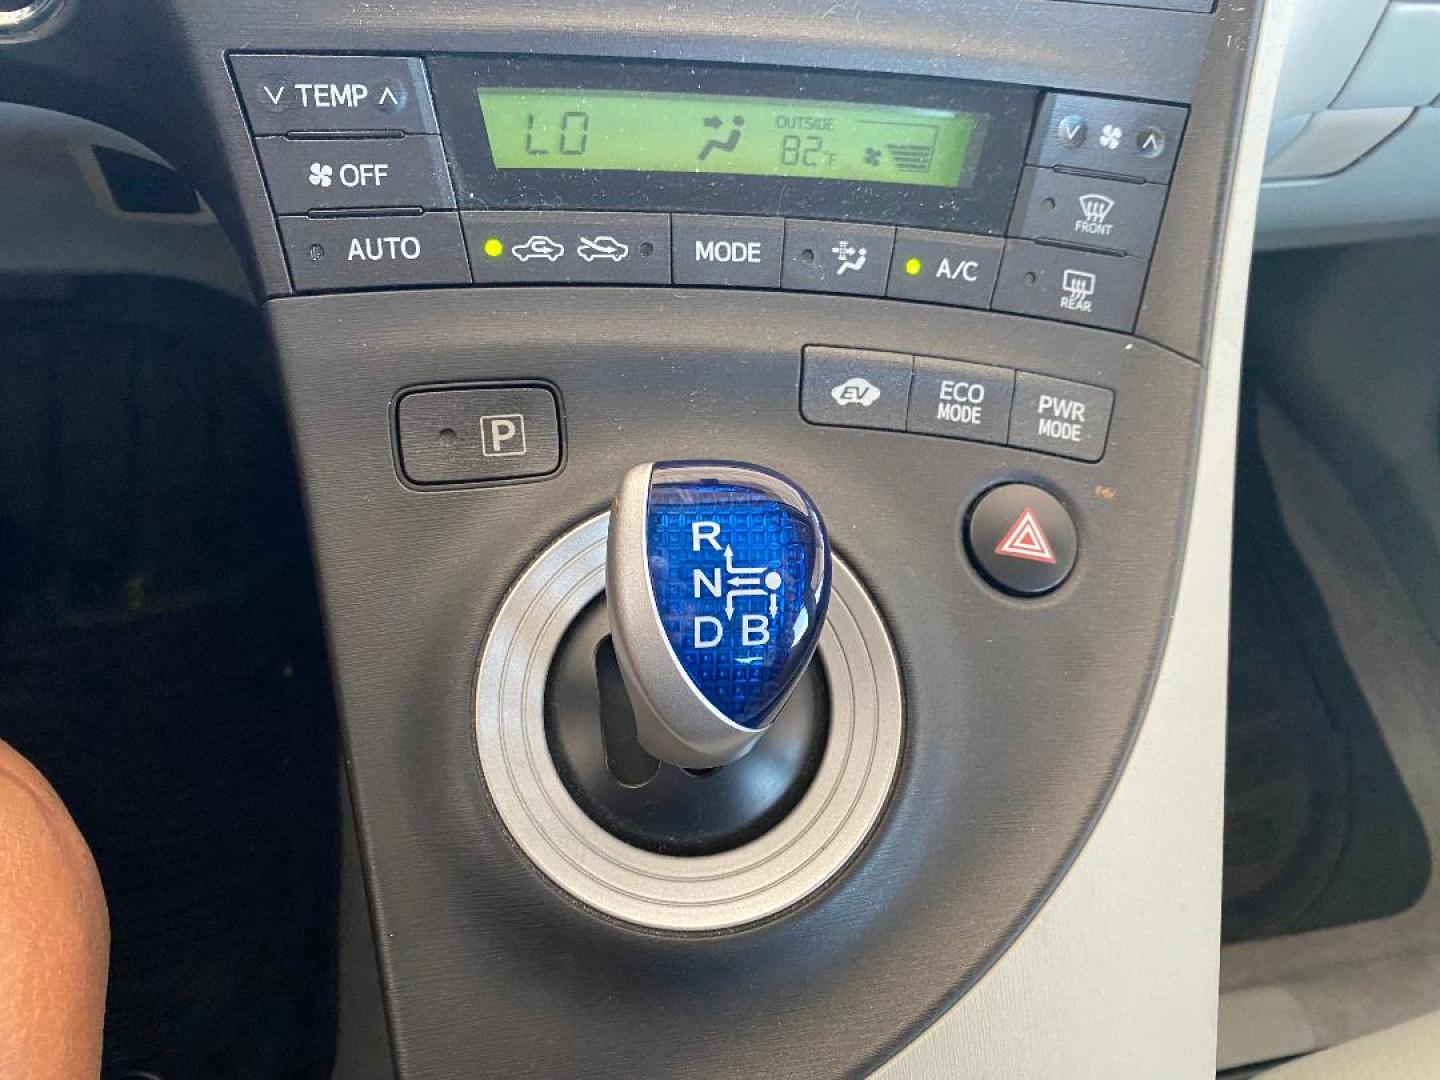 TEMP
LO
OUTSIDE
82°F
OFF
FRONT
AUTO
MODE
A/C
REAR
EV
ECO
MODE
PWR
MODE
P
R
N
D B